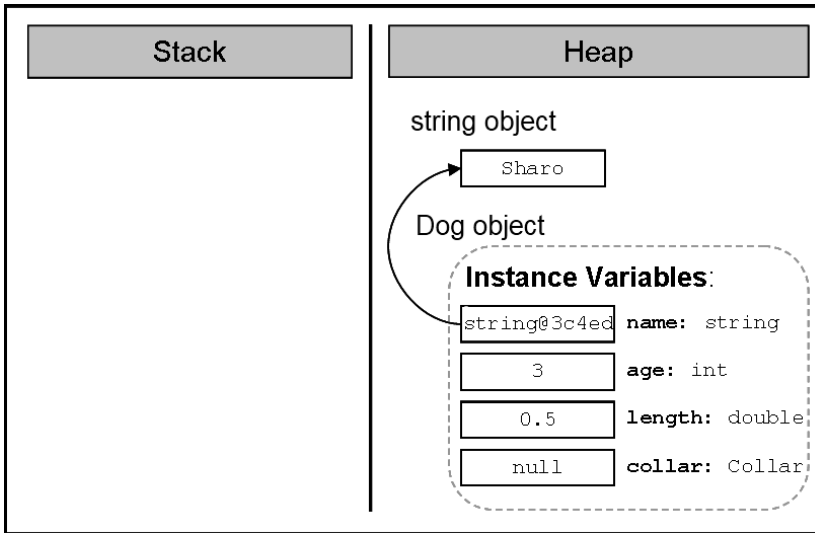 Stack
Heap
string object
Sharo
Dog object
Instance Variables:
string@3c4ed name: string
3 age: int
0.5 length: double
null collar: Collar